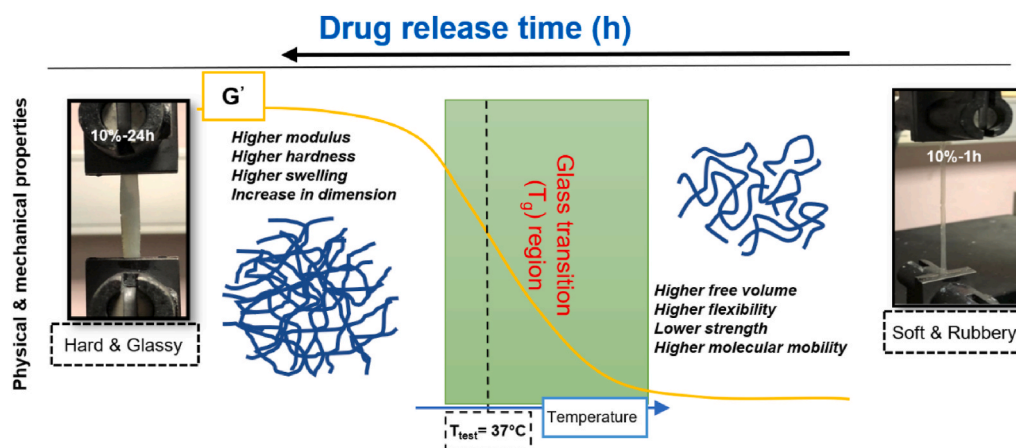 Drug release time (h)
Physical & mechanical properties
10%-24h
Hard & Glassy
G’
Higher modulus
Higher hardness
Higher swelling
Increase in dimension
Glass transition
(Tg) region
Higher free volume
Higher flexibility
Lower strength
Higher molecular mobility
10%-1h
Soft & Rubbery
Temperature
Ttest= 37°C